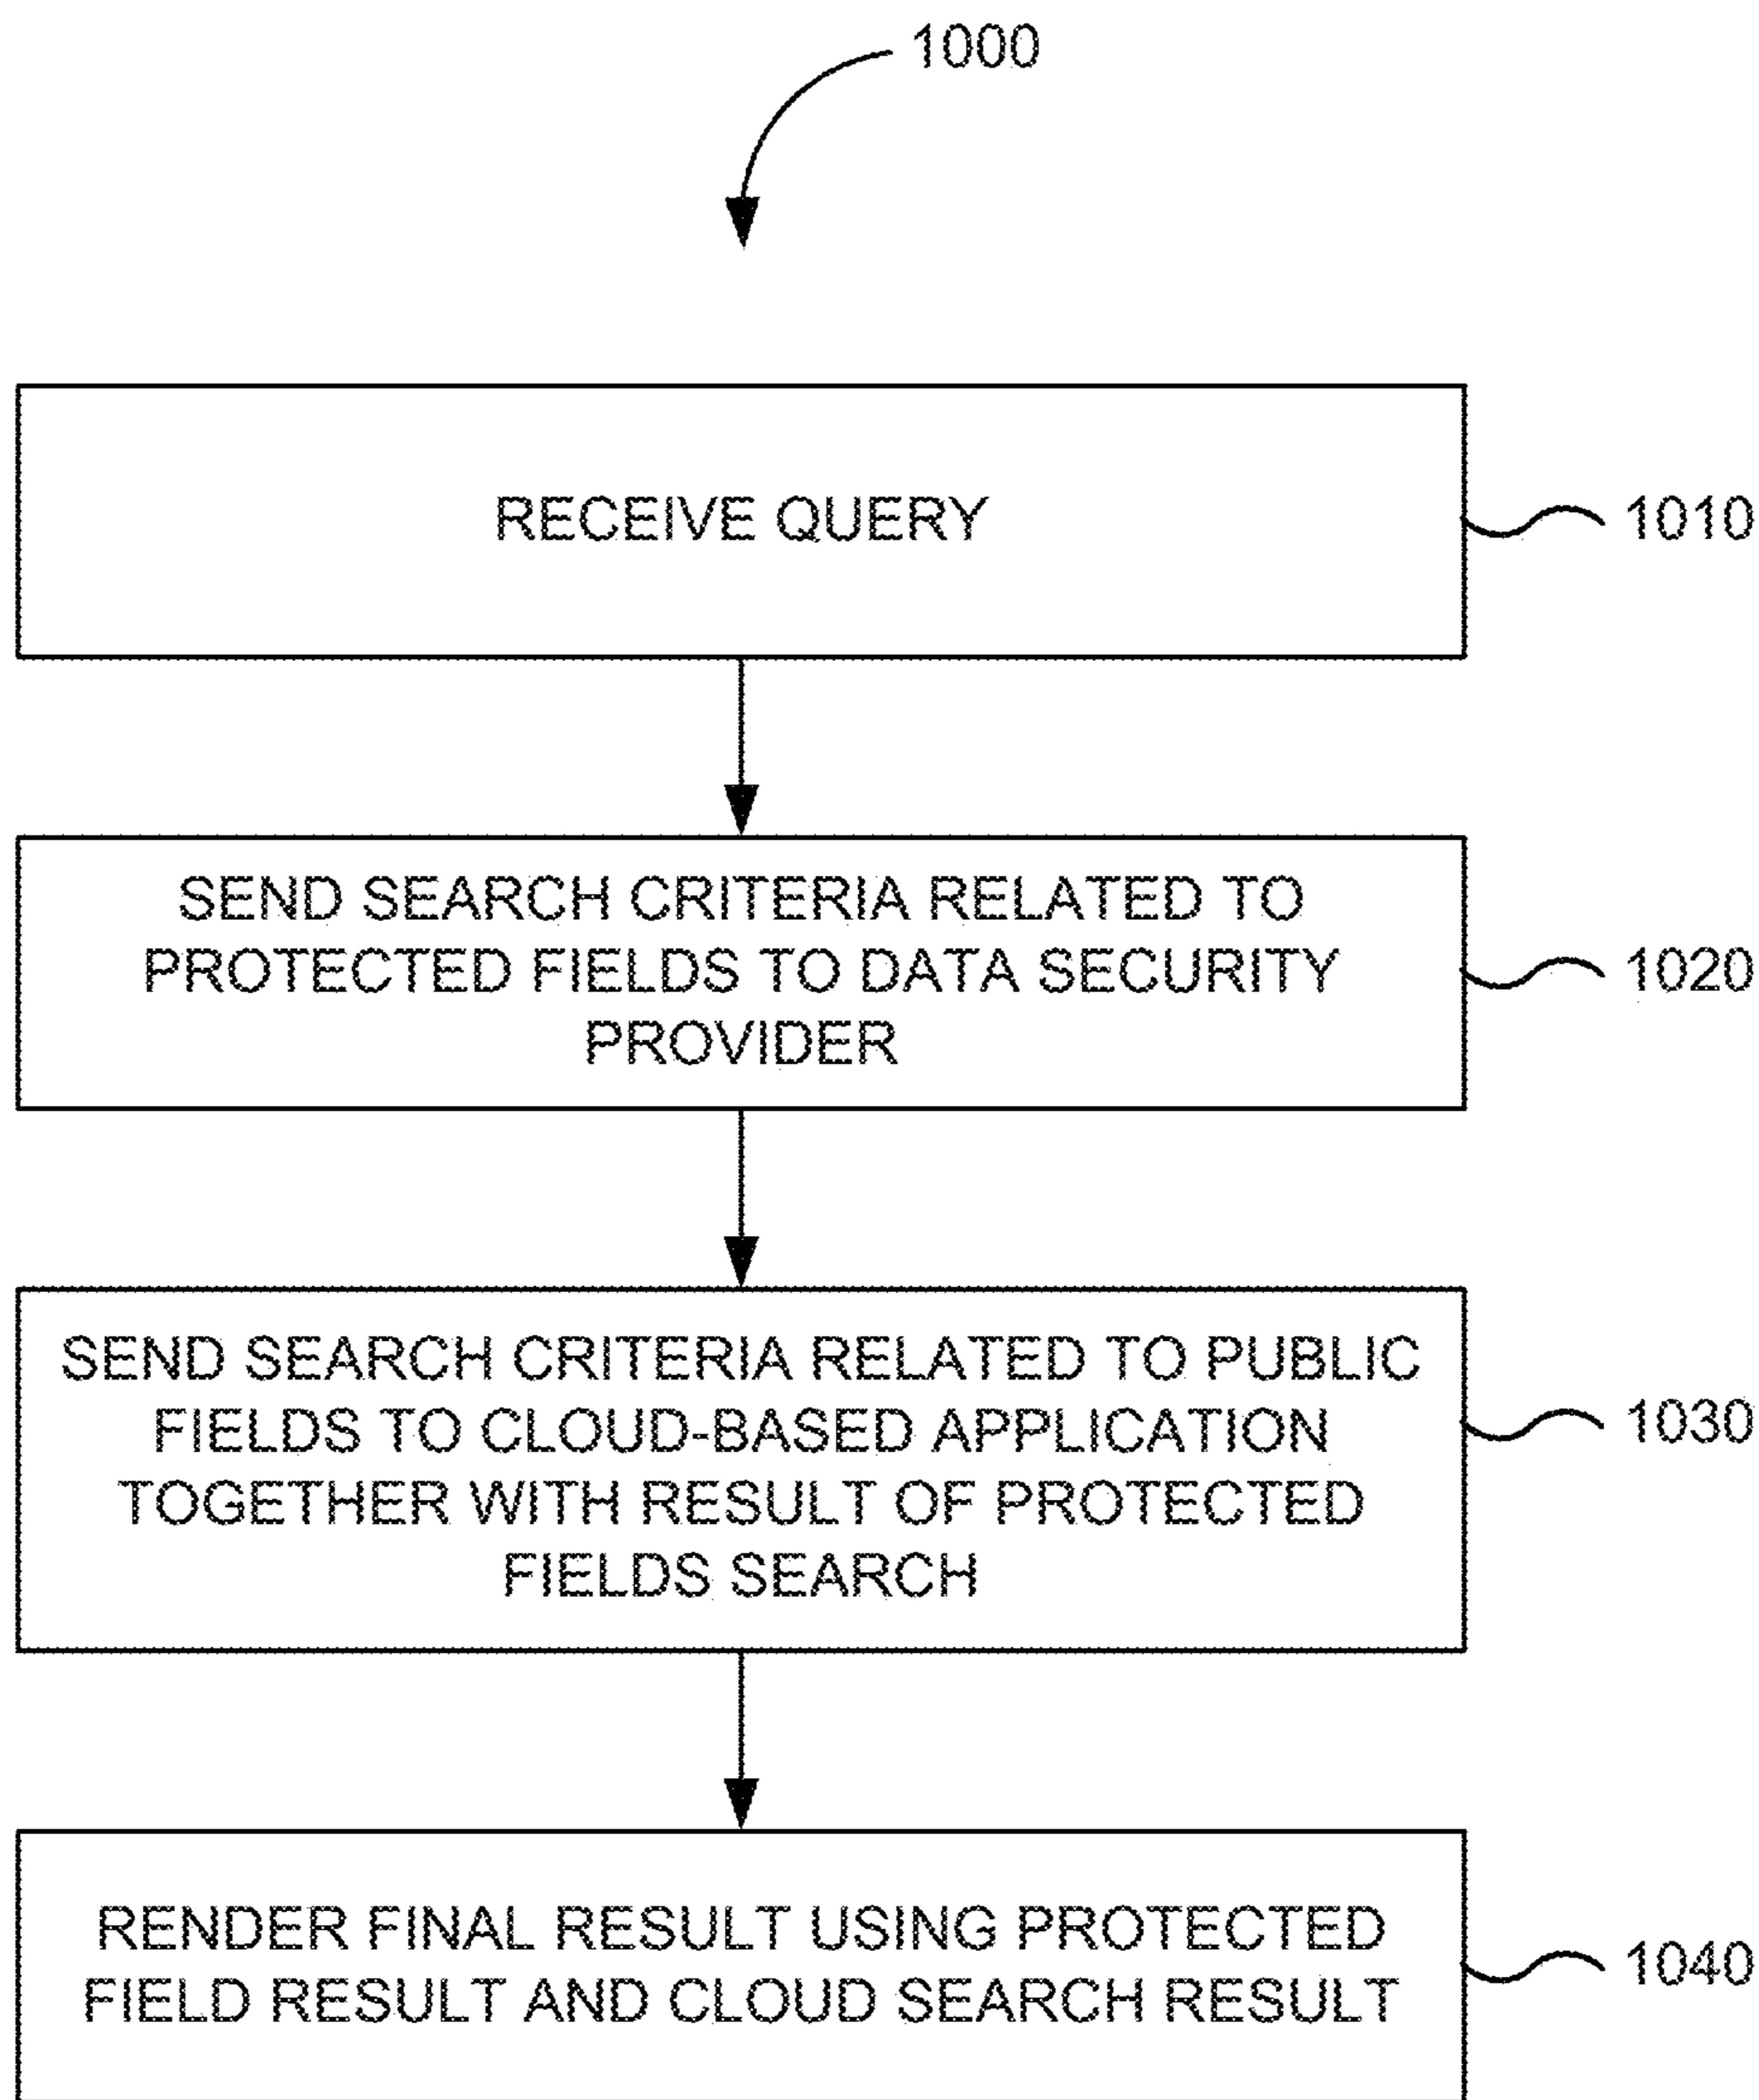 1000
RECEIVE QUERY
1010
SEND SEARCH CRITERIA RELATED TO
PROTECTED FIELDS TO DATA SECURITY
PROVIDER
1020
SEND SEARCH CRITERIA RELATED TO PUBLIC
FIELDS TO CLOUD-BASED APPLICATION
TOGETHER WITH RESULT OF PROTECTED
FIELDS SEARCH
1030
RENDER FINAL RESULT USING PROTECTED
FIELD RESULT AND CLOUD SEARCH RESULT
1040